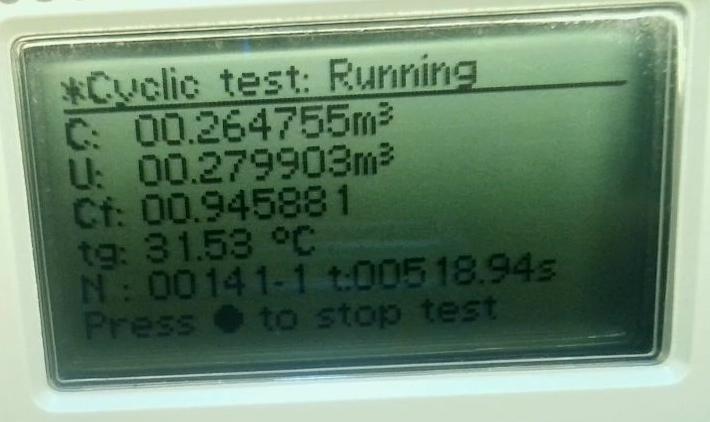 *Cyclic test: Running
C: 00.264755m³
U: 00.279903m³
Cf: 00.945881
tg: 31.53 °C
N : 00141-1 t:00518.94s
Press ● to stop test